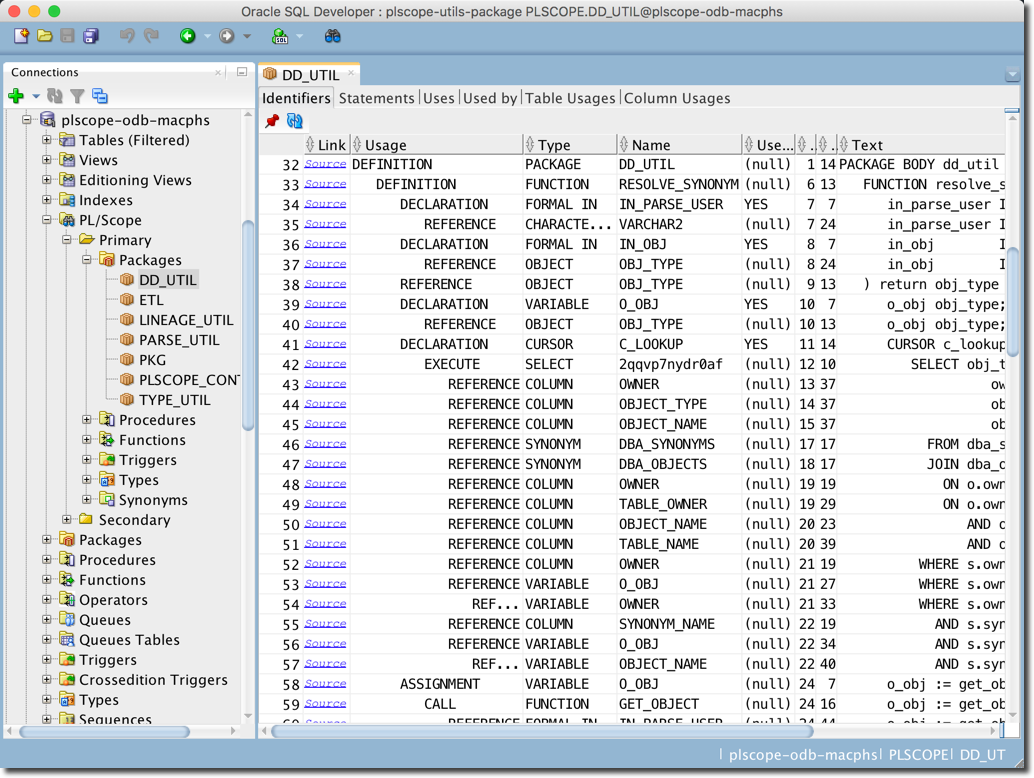 Oracle SQL Developer : plscope-utils-package PLSCOPE.DD_UTIL@plscope-odb-macphs
Connections
plscope-odb-macphs
Tables (Filtered)
Views
Editioning Views
Indexes
PL/Scope
Primary
Packages
DD_UTIL
ETL
LINEAGE_UTIL
PARSE_UTIL
PKG
PLSCOPE_CON
TYPE_UTIL
Procedures
Functions
Triggers
Types
Synonyms
Secondary
Packages
Procedures
Functions
Operators
Queues
Queues Tables
Triggers
Crossedition Triggers
Types
Sequences
DD_UTIL
Identifiers Statements Uses Used by Table Usages Column Usages
Link Usage Type Name Use... .. .. Text
32 Source DEFINITION PACKAGE DD_UTIL (null) 1 14 PACKAGE BODY dd_util
33 Source DEFINITION FUNCTION RESOLVE_SYNONYM (null) 6 13 FUNCTION resolve_s
34 Source DECLARATION FORMAL IN IN_PARSE_USER YES 7 7 in_parse_user I
35 Source REFERENCE CHARACTE... VARCHAR2 (null) 7 24 in_parse_user I
36 Source DECLARATION FORMAL IN IN_OBJ YES 8 7 in_obj I
37 Source REFERENCE OBJECT OBJ_TYPE (null) 8 24 in_obj I
38 Source REFERENCE OBJECT OBJ_TYPE (null) 9 13 ) return obj_type
39 Source DECLARATION VARIABLE O_OBJ YES 10 7 o_obj obj_type;
40 Source REFERENCE OBJECT OBJ_TYPE (null) 10 13 o_obj obj_type;
41 Source DECLARATION CURSOR C_LOOKUP YES 11 14 CURSOR c_lookup
42 Source EXECUTE SELECT 2qqvp7nydr0af (null) 12 10 SELECT obj_t
43 Source REFERENCE COLUMN OWNER (null) 13 37 ow
44 Source REFERENCE COLUMN OBJECT_TYPE (null) 14 37 ob
45 Source REFERENCE COLUMN OBJECT_NAME (null) 15 37 ob
46 Source REFERENCE SYNONYM DBA_SYNONYMS (null) 17 17 FROM dba_s
47 Source REFERENCE SYNONYM DBA_OBJECTS (null) 18 17 JOIN dba_o
48 Source REFERENCE COLUMN OWNER (null) 19 19 ON o.own
49 Source REFERENCE COLUMN TABLE_OWNER (null) 19 29 ON o.own
50 Source REFERENCE COLUMN OBJECT_NAME (null) 20 23 AND o
51 Source REFERENCE COLUMN TABLE_NAME (null) 20 39 AND o
52 Source REFERENCE COLUMN OWNER (null) 21 19 WHERE s.own
53 Source REFERENCE VARIABLE O_OBJ (null) 21 27 WHERE s.own
54 Source REF... VARIABLE OWNER (null) 21 33 WHERE s.own
55 Source REFERENCE COLUMN SYNONYM_NAME (null) 22 19 AND s.syn
56 Source REFERENCE VARIABLE O_OBJ (null) 22 34 AND s.syn
57 Source REF... VARIABLE OBJECT_NAME (null) 22 40 AND s.syn
58 Source ASSIGNMENT VARIABLE O_OBJ (null) 24 7 o_obj := get_ob
59 Source CALL FUNCTION GET_OBJECT (null) 24 16 o_obj := get_ob
plscope-odb-macphs| PLSCOPE| DD_UT